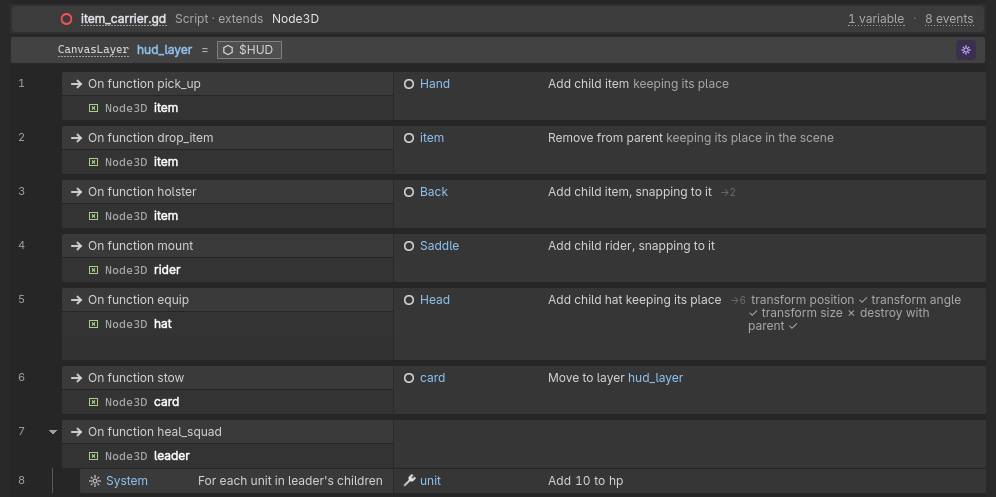 item_carrier.gd Script · extends Node3D 1 variable · 8 events
CanvasLayer hud_layer = $HUD
1 On function pick_up Hand Add child item keeping its place
Node3D item
2 On function drop_item item Remove from parent keeping its place in the scene
Node3D item
3 On function holster Back Add child item, snapping to it →2
Node3D item
4 On function mount Saddle Add child rider, snapping to it
Node3D rider
5 On function equip Head Add child hat keeping its place →6 transform position ✓ transform angle
✓ transform size × destroy with
Node3D hat parent ✓
6 On function stow card Move to layer hud_layer
Node3D card
7 On function heal_squad
Node3D leader
8 System For each unit in leader's children unit Add 10 to hp